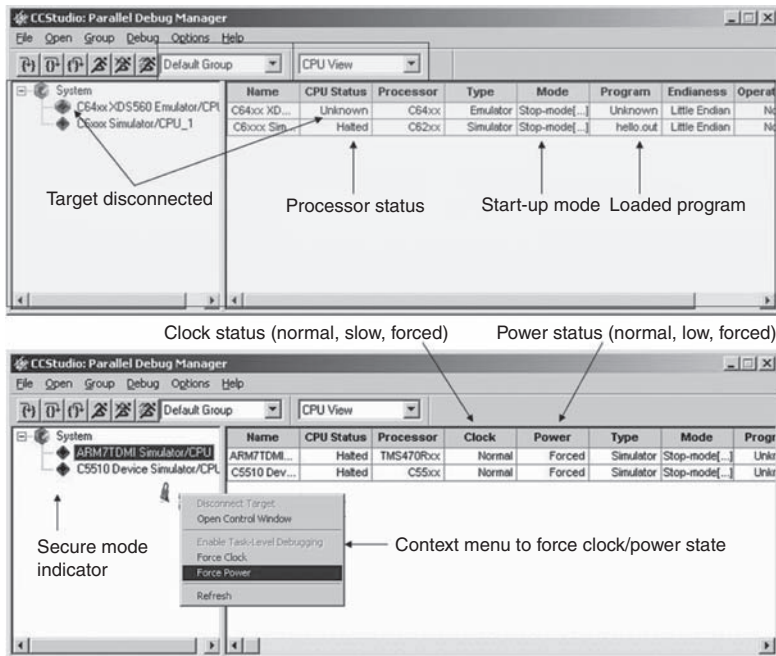 CCStudio: Parallel Debug Manager
File Open Group Debug Options Help
Default Group CPU View
System
C64xx XDS560 Emulator/CPU
C6xxx Simulator/CPU_1
Name CPU Status Processor Type Mode Program Endianess Operat
C64xx XD... Unknown C64xx Emulator Stop-mode[...] Unknown Little Endian No
C6xxx Sim... Halted C62xx Simulator Stop-mode[...] hello.out Little Endian No
Target disconnected
Processor status
Start-up mode
Loaded program
Clock status (normal, slow, forced)
Power status (normal, low, forced)
CCStudio: Parallel Debug Manager
File Open Group Debug Options Help
Default Group CPU View
System
ARM7TDMI Simulator/CPU
C5510 Device Simulator/CPU
Name CPU Status Processor Clock Power Type Mode Progr
ARM7TDMI... Halted TMS470Rxx Normal Forced Simulator Stop-mode[...] Unkr
C5510 Dev... Halted C55xx Normal Forced Simulator Stop-mode[...] Unkr
Disconnect Target
Open Control Window
Enable Task-Level Debugging
Force Clock
Force Power
Refresh
Secure mode
indicator
Context menu to force clock/power state